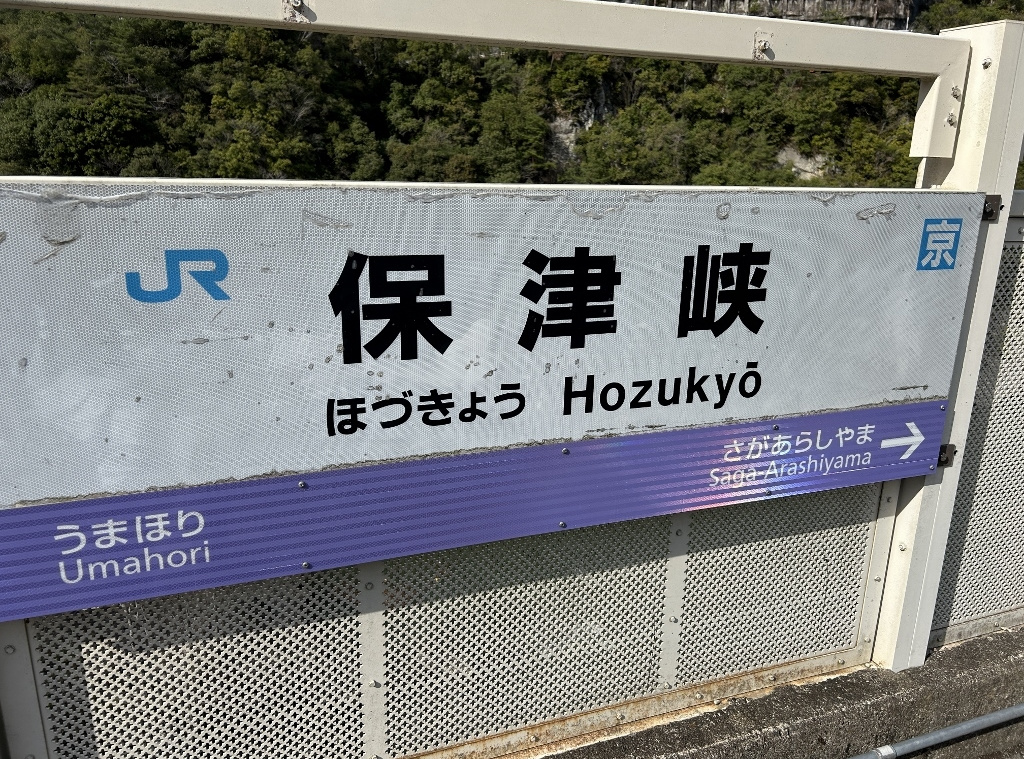 JR
保津峡
京
ほづきょう Hozukyō
さがあらしやま →
Saga-Arashiyama
うまほり
Umahori